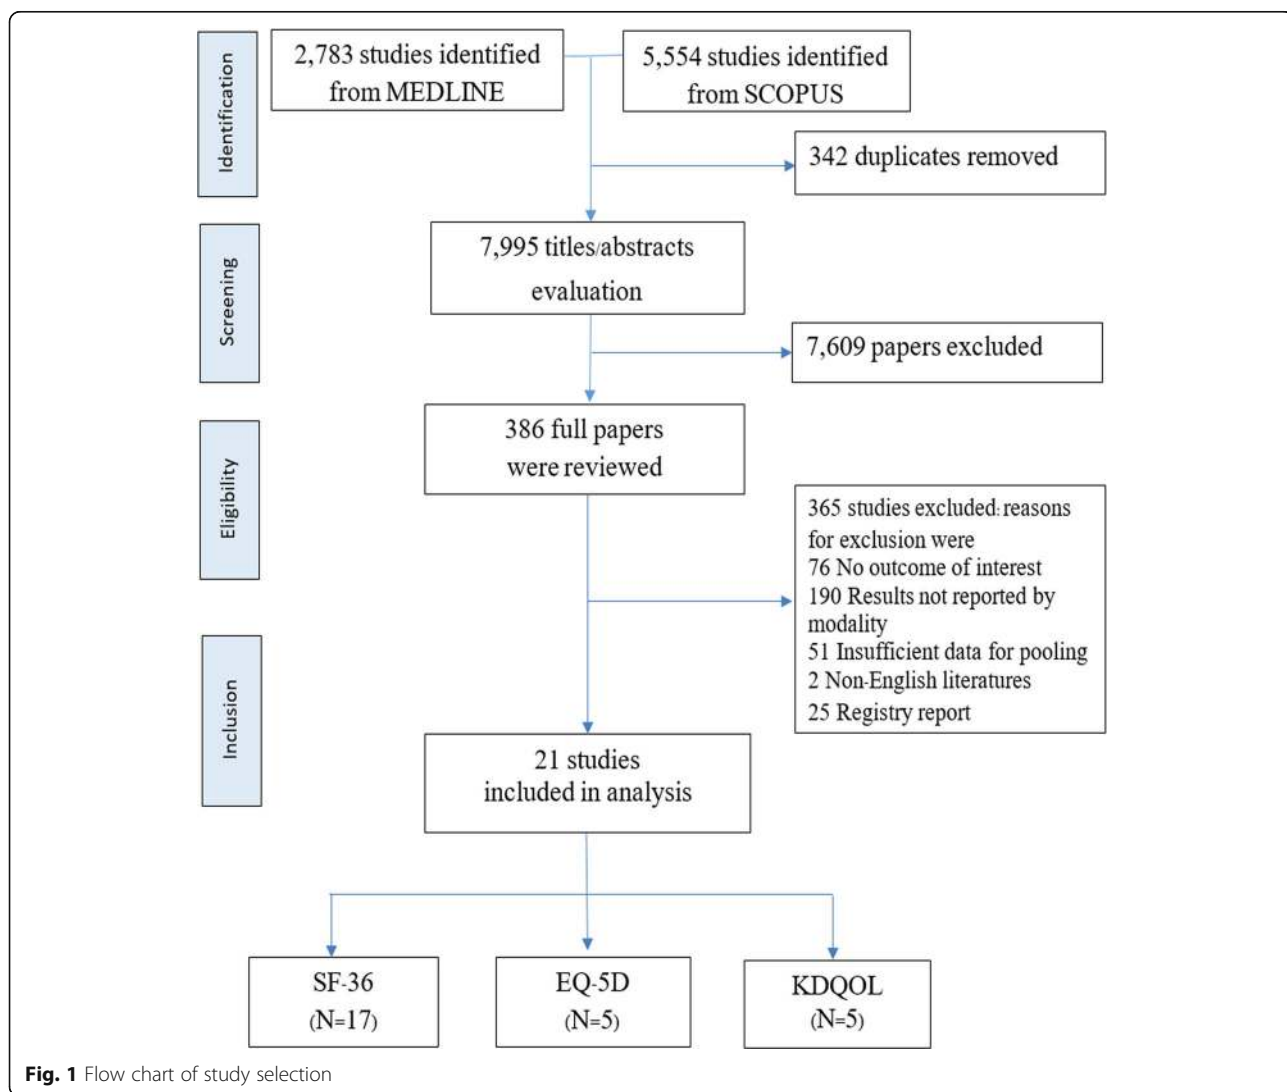 Identification
2,783 studies identified
from MEDLINE
5,554 studies identified
from SCOPUS
342 duplicates removed
Screening
7,995 titles/abstracts
evaluation
7,609 papers excluded
Eligibility
386 full papers
were reviewed
365 studies excluded: reasons
for exclusion were
76 No outcome of interest
190 Results not reported by
modality
51 Insufficient data for pooling
2 Non-English literatures
25 Registry report
Inclusion
21 studies
included in analysis
SF-36
(N=17)
EQ-5D
(N=5)
KDQOL
(N=5)
Fig. 1 Flow chart of study selection